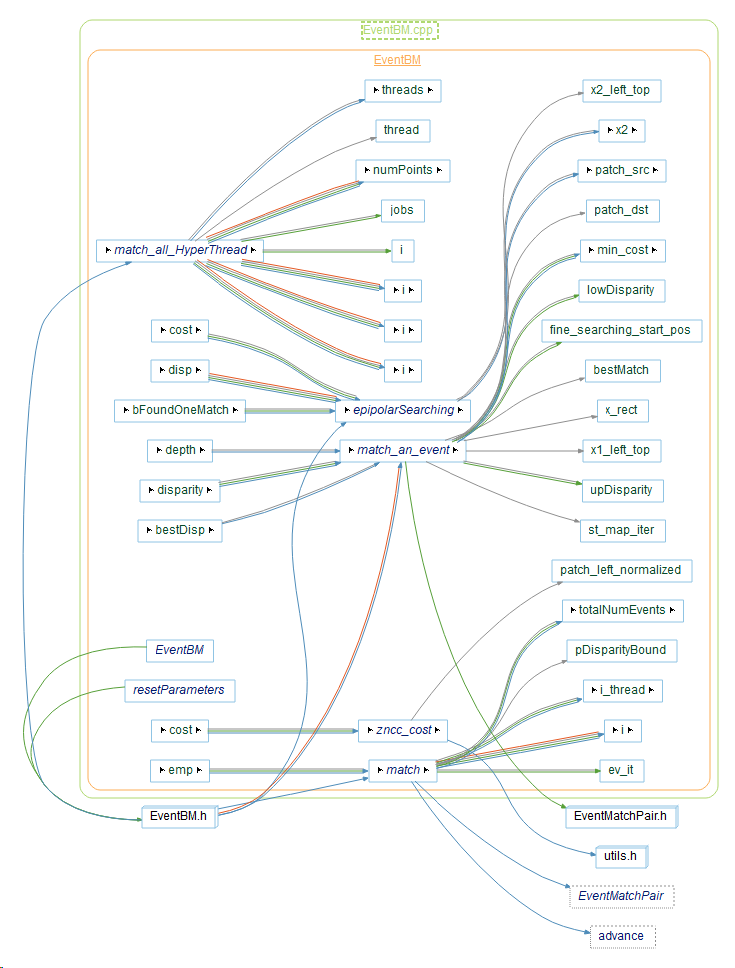 EventBM.cpp
EventBM
threads
x2_left_top
thread
x2
numPoints
patch_src
jobs
patch_dst
match_all_HyperThread
i
min_cost
i
lowDisparity
cost
i
fine_searching_start_pos
disp
i
bestMatch
bFoundOneMatch
epipolarSearching
x_rect
depth
match_an_event
x1_left_top
disparity
upDisparity
bestDisp
st_map_iter
patch_left_normalized
totalNumEvents
EventBM
pDisparityBound
resetParameters
i_thread
cost
zncc_cost
i
emp
match
ev_it
EventBM.h
EventMatchPair.h
utils.h
EventMatchPair
advance